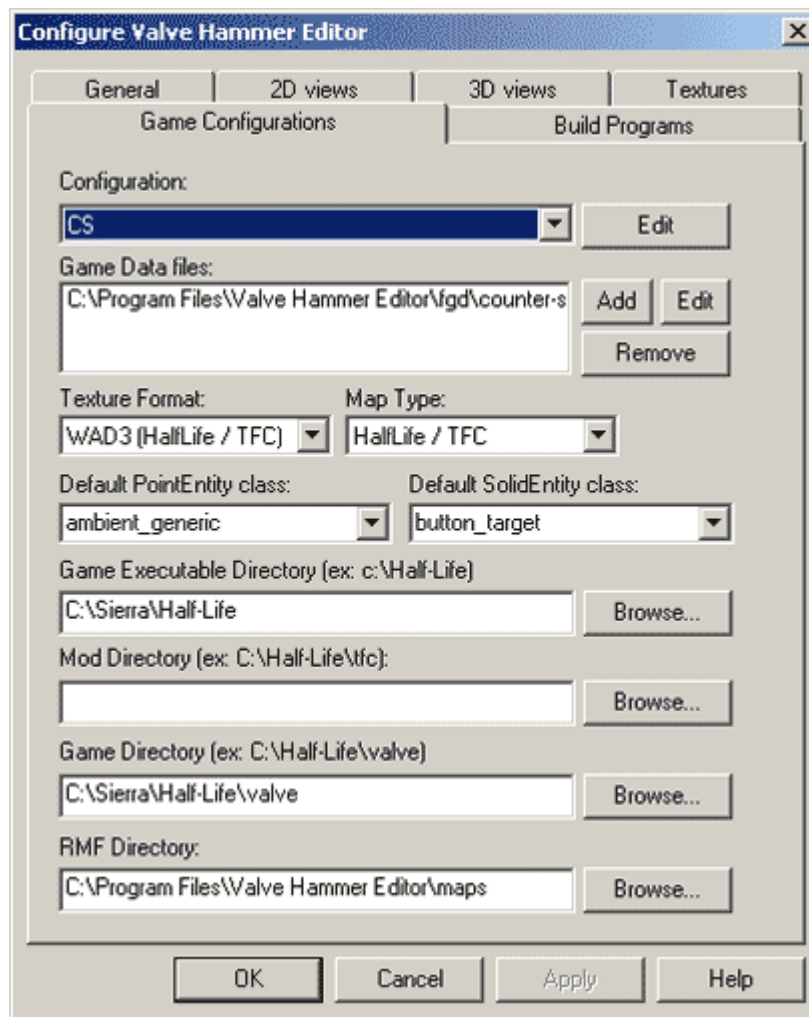 Configure Valve Hammer Editor
General 2D views 3D views Textures
Game Configurations Build Programs
Configuration:
CS Edit
Game Data files:
C:\Program Files\Valve Hammer Editor\fgd\counter-s Add Edit
Remove
Texture Format: Map Type:
WAD3 (HalfLife / TFC) HalfLife / TFC
Default PointEntity class: Default SolidEntity class:
ambient_generic button_target
Game Executable Directory (ex: c:\Half-Life)
C:\Sierra\Half-Life Browse...
Mod Directory (ex: C:\Half-Life\tfc):
Browse...
Game Directory (ex: C:\Half-Life\valve)
C:\Sierra\Half-Life\valve Browse...
RMF Directory:
C:\Program Files\Valve Hammer Editor\maps Browse...
OK Cancel Apply Help